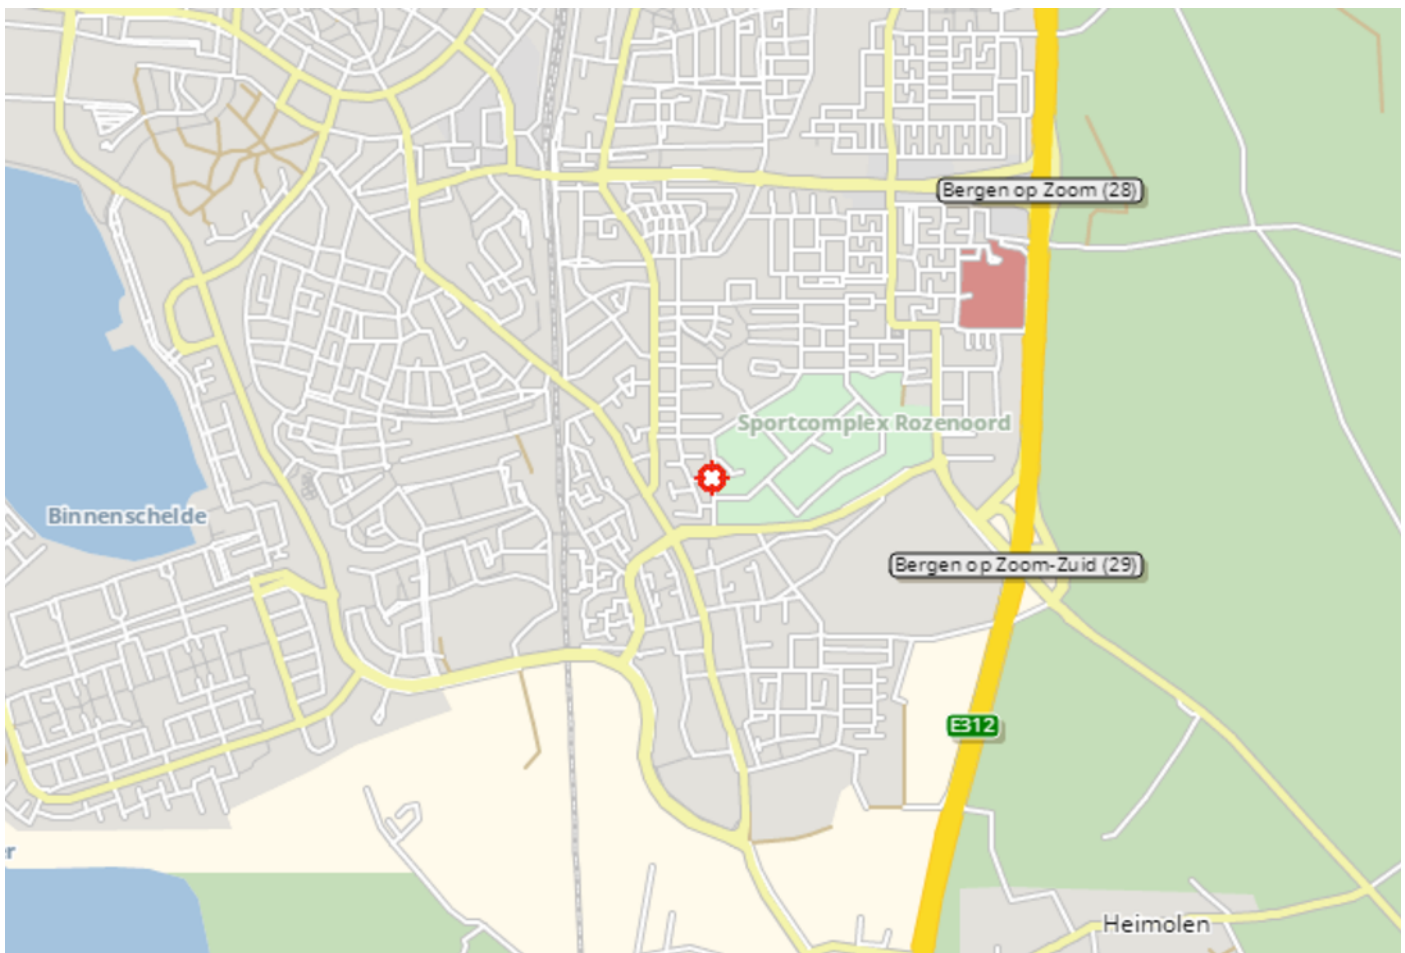 Bergen op Zoom (28)
Sportcomplex Rozenoord
Binnenschelde
Bergen op Zoom-Zuid (29)
E312
r
Heimolen